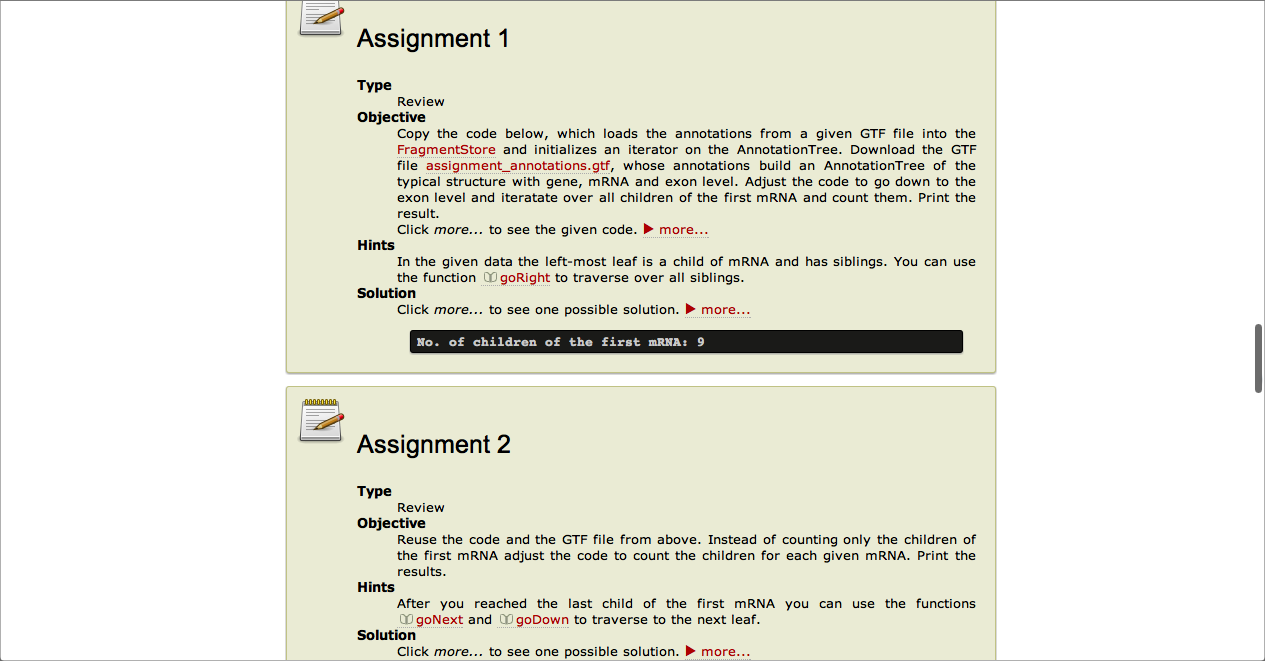 Assignment 1
Type
Review
Objective
Copy the code below, which loads the annotations from a given GTF file into the
FragmentStore and initializes an iterator on the AnnotationTree. Download the GTF
file assignment_annotations.gtf, whose annotations build an AnnotationTree of the
typical structure with gene, mRNA and exon level. Adjust the code to go down to the
exon level and iteratate over all children of the first mRNA and count them. Print the
result.
Click more... to see the given code. ▶ more...
Hints
In the given data the left-most leaf is a child of mRNA and has siblings. You can use
the function goRight to traverse over all siblings.
Solution
Click more... to see one possible solution. ▶ more...
No. of children of the first mRNA: 9
Assignment 2
Type
Review
Objective
Reuse the code and the GTF file from above. Instead of counting only the children of
the first mRNA adjust the code to count the children for each given mRNA. Print the
results.
Hints
After you reached the last child of the first mRNA you can use the functions
goNext and goDown to traverse to the next leaf.
Solution
Click more... to see one possible solution. ▶ more...